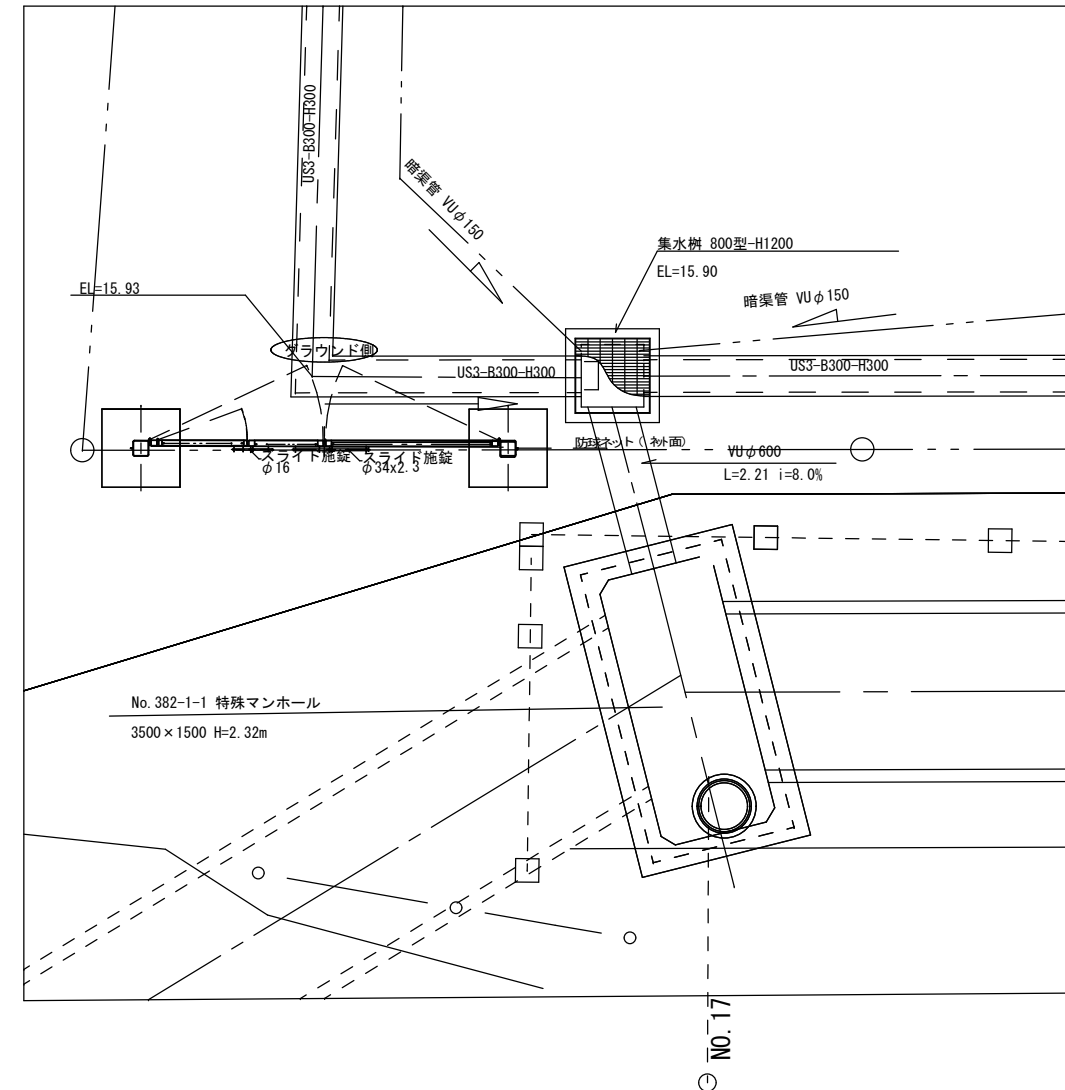 US3-B300-H300
暗渠管 VUφ150
集水桝 800型-H1200
EL=15.90
EL=15.93
暗渠管 VUφ150
グラウンド側
US3-B300-H300
US3-B300-H300
防球ネット（ネット面）
スライド施錠
φ16
スライド施錠
φ34x2.3
VUφ600
L=2.21 i=8.0%
No.382-1-1 特殊マンホール
3500×1500 H=2.32m
NO.17